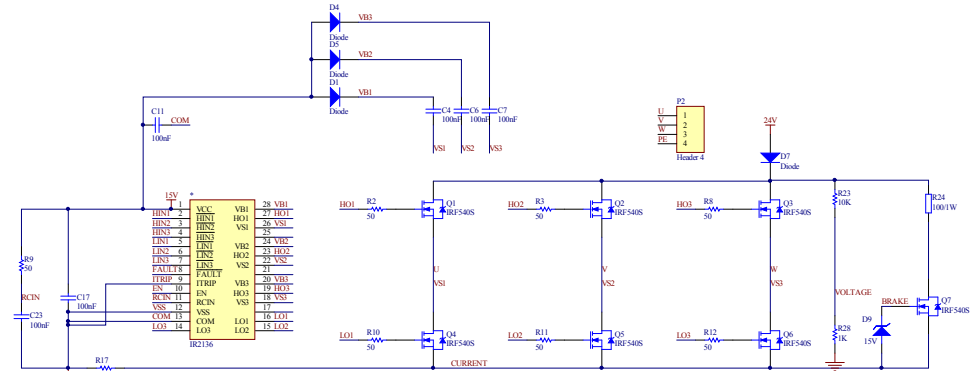 D4
VB3
Diode
D5
VB2
Diode
D1
VB1
Diode
C11
COM
100nF
C4
100nF
C6
100nF
C7
100nF
VS1
VS2
VS3
P2
U
V
W
PE
1
2
3
4
Header 4
24V
D7
Diode
15V
*
1 VCC VB1 28 VB1
HIN1 2 HIN1 HO1 27 HO1
HIN2 3 HIN2 VS1 26 VS1
HIN3 4 HIN3 25
LIN1 5 LIN1 VB2 24 VB2
LIN2 6 LIN2 HO2 23 HO2
LIN3 7 LIN3 VS2 22 VS2
FAULT 8 FAULT 21
ITRIP 9 ITRIP VB3 20 VB3
EN 10 EN HO3 19 HO3
RCIN 11 RCIN VS3 18 VS3
VSS 12 VSS 17
COM 13 COM LO1 16 LO1
LO3 14 LO3 LO2 15 LO2
IR2136
R9
50
RCIN
C23
100nF
C17
100nF
R17
HO1
R2
50
Q1
IRF540S
HO2
R3
50
Q2
IRF540S
HO3
R8
50
Q3
IRF540S
R23
10K
R24
100/1W
U
VS1
V
VS2
W
VS3
VOLTAGE
D9
15V
BRAKE
Q7
IRF540S
LO1
R10
50
Q4
IRF540S
LO2
R11
50
Q5
IRF540S
LO3
R12
50
Q6
IRF540S
R28
1K
CURRENT